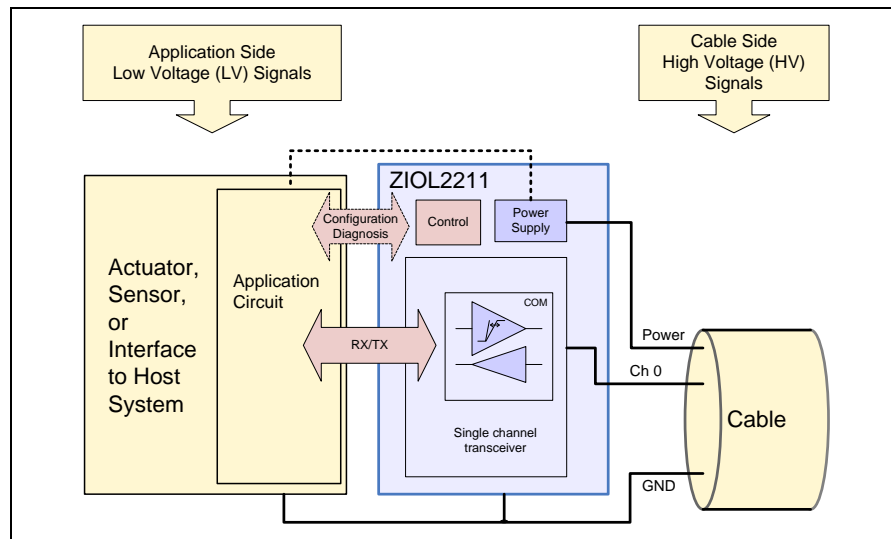 Application Side
Low Voltage (LV) Signals
Cable Side
High Voltage (HV)
Signals
ZIOL2211
Configuration
Diagnosis
Control
Power
Supply
Actuator,
Sensor,
or
Interface
to Host
System
Application
Circuit
COM
RX/TX
Single channel
transceiver
Power
Ch 0
GND
Cable